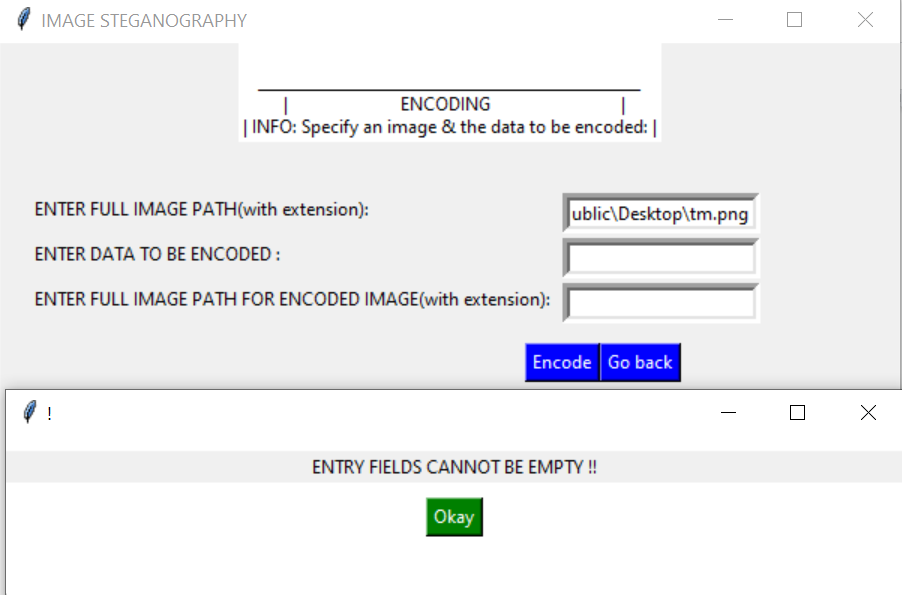 IMAGE STEGANOGRAPHY
| ENCODING |
| INFO: Specify an image & the data to be encoded: |
ENTER FULL IMAGE PATH(with extension):
ublic\Desktop\tm.png
ENTER DATA TO BE ENCODED :
ENTER FULL IMAGE PATH FOR ENCODED IMAGE(with extension):
Encode Go back
!
ENTRY FIELDS CANNOT BE EMPTY !!
Okay